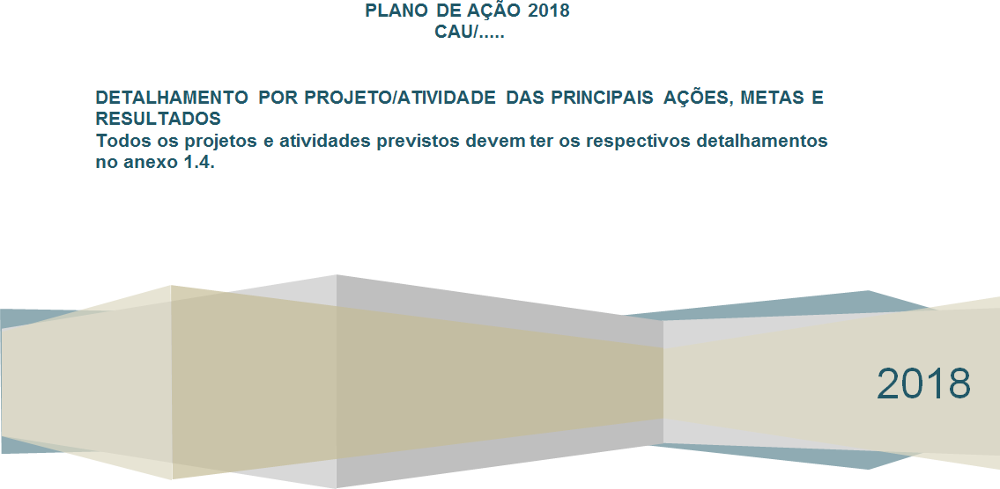 PLANO DE AÇÃO 2018
CAU/.....
DETALHAMENTO POR PROJETO/ATIVIDADE DAS PRINCIPAIS AÇÕES, METAS E
RESULTADOS
Todos os projetos e atividades previstos devem ter os respectivos detalhamentos
no anexo 1.4.
2018